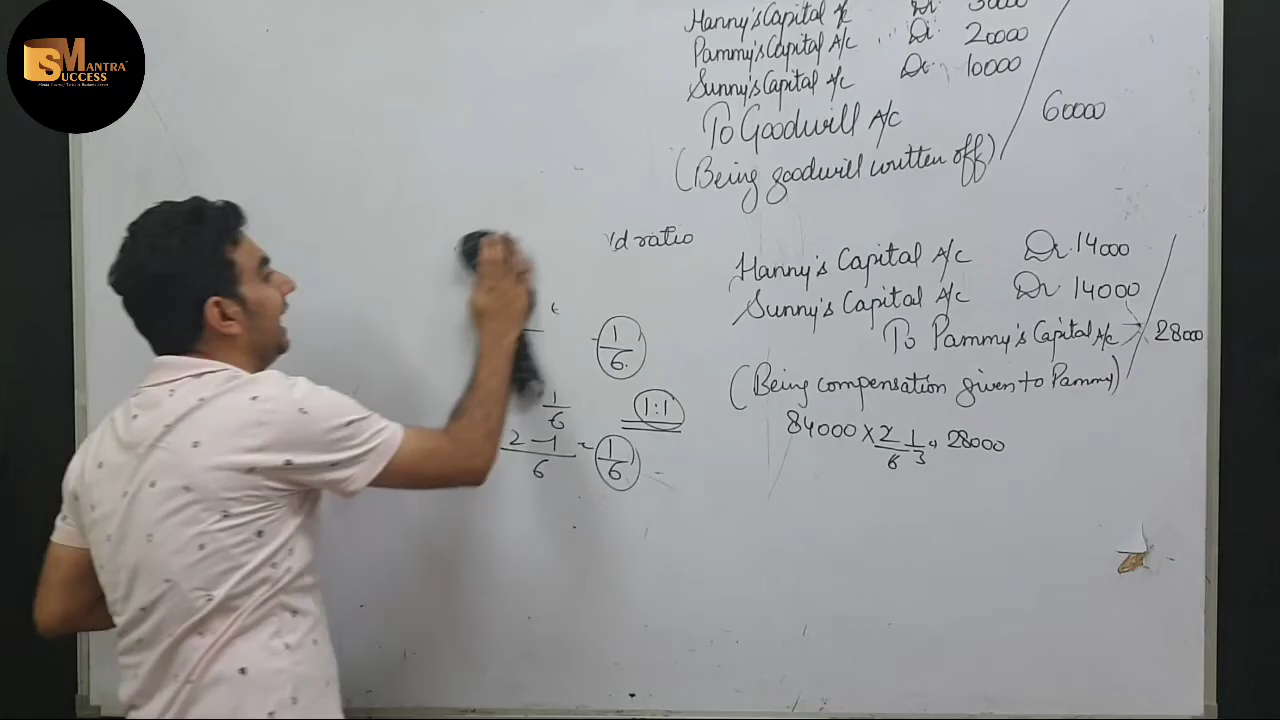 MANTRA
SUCCESS
Hanny's Capital A/c Dr. 30000
Pammy's Capital A/c ... Dr. 20000
Sunny's Capital A/c Dr. 10000
To Goodwill A/c 60000
(Being goodwill written off)
d ratio
1/6
1/6
1:1
2-1/6 = 1/6
Hanny's Capital A/c Dr. 14000
Sunny's Capital A/c Dr 14000
To Pammy's Capital A/c 28000
(Being compensation given to Pammy)
84000 x 2/6 1/3 = 28000